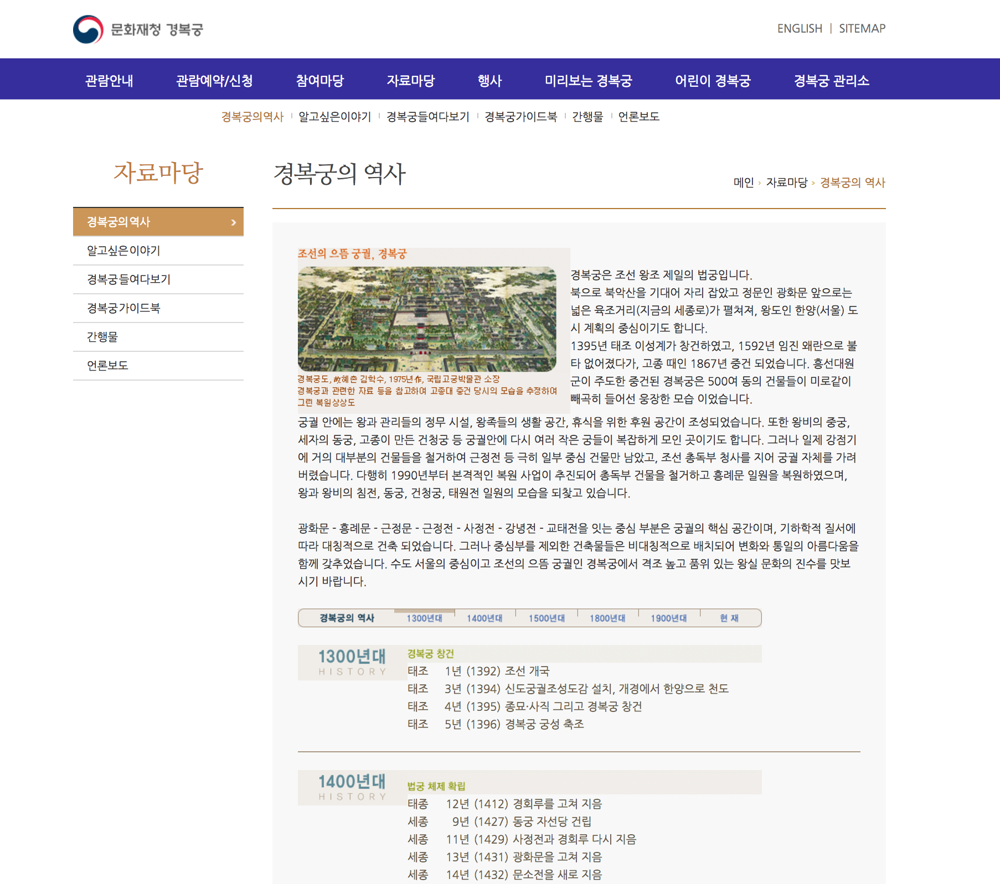 문화재청 경복궁
ENGLISH | SITEMAP
관람안내 관람예약/신청 참여마당 자료마당 행사 미리보는 경복궁 어린이 경복궁 경복궁 관리소
경복궁의역사 알고싶은이야기 경복궁들여다보기 경복궁가이드북 간행물 언론보도
자료마당
경복궁의역사
알고싶은이야기
경복궁들여다보기
경복궁가이드북
간행물
언론보도
경복궁의 역사
메인 › 자료마당 › 경복궁의 역사
조선의 으뜸 궁궐, 경복궁
경복궁도, 故혜촌 김학수, 1975년作, 국립고궁박물관 소장
경복궁과 관련한 자료 등을 참고하여 고종대 중건 당시의 모습을 추정하여
그린 복원상상도
경복궁은 조선 왕조 제일의 법궁입니다.
북으로 북악산을 기대어 자리 잡았고 정문인 광화문 앞으로는
넓은 육조거리(지금의 세종로)가 펼쳐져, 왕도인 한양(서울) 도
시 계획의 중심이기도 합니다.
1395년 태조 이성계가 창건하였고, 1592년 임진 왜란으로 불
타 없어졌다가, 고종 때인 1867년 중건 되었습니다. 흥선대원
군이 주도한 중건된 경복궁은 500여 동의 건물들이 미로같이
빼곡히 들어선 웅장한 모습 이었습니다.
궁궐 안에는 왕과 관리들의 정무 시설, 왕족들의 생활 공간, 휴식을 위한 후원 공간이 조성되었습니다. 또한 왕비의 중궁,
세자의 동궁, 고종이 만든 건청궁 등 궁궐안에 다시 여러 작은 궁들이 복잡하게 모인 곳이기도 합니다. 그러나 일제 강점기
에 거의 대부분의 건물들을 철거하여 근정전 등 극히 일부 중심 건물만 남았고, 조선 총독부 청사를 지어 궁궐 자체를 가려
버렸습니다. 다행히 1990년부터 본격적인 복원 사업이 추진되어 총독부 건물을 철거하고 흥례문 일원을 복원하였으며,
왕과 왕비의 침전, 동궁, 건청궁, 태원전 일원의 모습을 되찾고 있습니다.
광화문 - 흥례문 - 근정문 - 근정전 - 사정전 - 강녕전 - 교태전을 잇는 중심 부분은 궁궐의 핵심 공간이며, 기하학적 질서에
따라 대칭적으로 건축 되었습니다. 그러나 중심부를 제외한 건축물들은 비대칭적으로 배치되어 변화와 통일의 아름다움을
함께 갖추었습니다. 수도 서울의 중심이고 조선의 으뜸 궁궐인 경복궁에서 격조 높고 품위 있는 왕실 문화의 진수를 맛보
시기 바랍니다.
경복궁의 역사 1300년대 1400년대 1500년대 1800년대 1900년대 현 재
1300년대
HISTORY
경복궁 창건
태조 1년 (1392) 조선 개국
태조 3년 (1394) 신도궁궐조성도감 설치, 개경에서 한양으로 천도
태조 4년 (1395) 종묘·사직 그리고 경복궁 창건
태조 5년 (1396) 경복궁 궁성 축조
1400년대
HISTORY
법궁 체제 확립
태종 12년 (1412) 경회루를 고쳐 지음
세종 9년 (1427) 동궁 자선당 건립
세종 11년 (1429) 사정전과 경회루 다시 지음
세종 13년 (1431) 광화문을 고쳐 지음
세종 14년 (1432) 문소전을 새로 지음